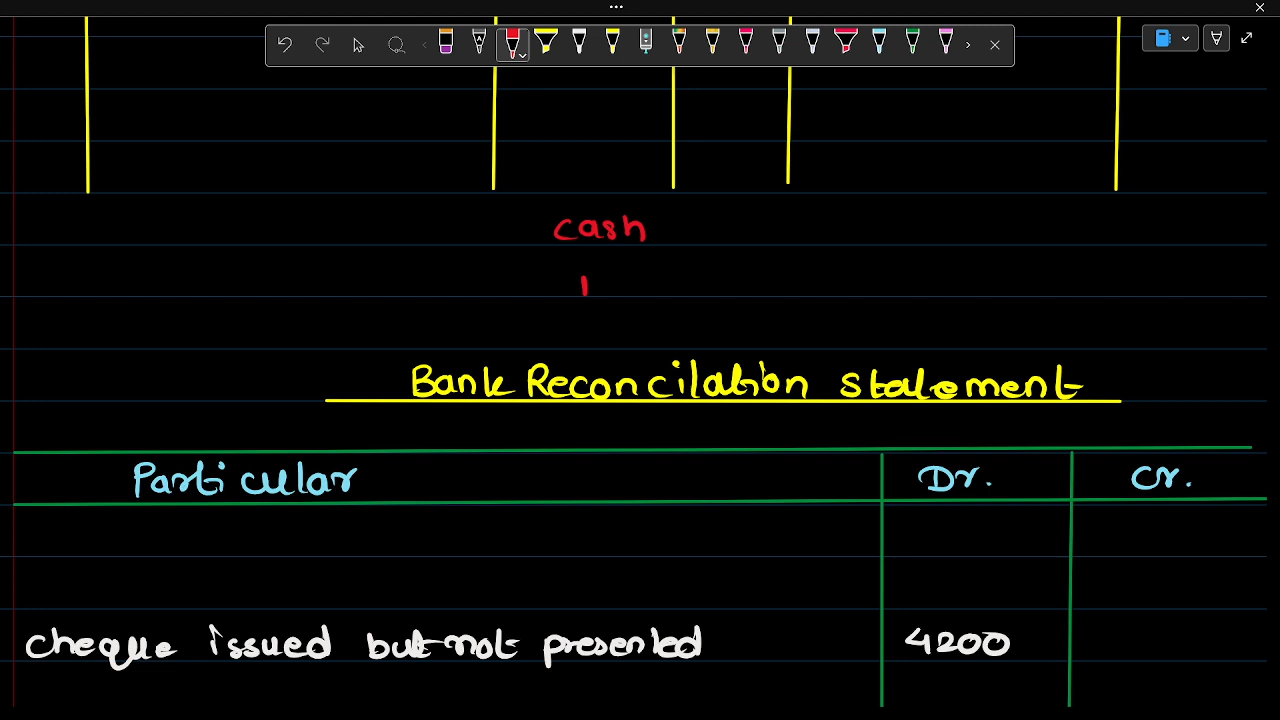 cash
Bank Reconcilation statement
Particular Dr. Cr.
cheque issued but not presented 4200